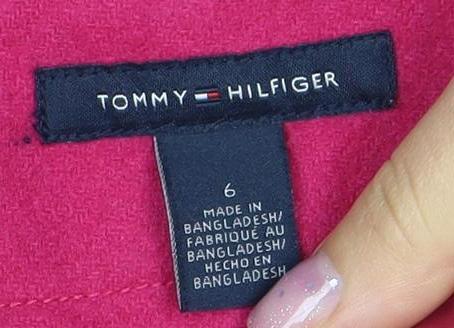 TOMMY HILFIGER
6
MADE IN
BANGLADESH/
FABRIQUÉ AU
BANGLADESH/
HECHO EN
BANGLADESH